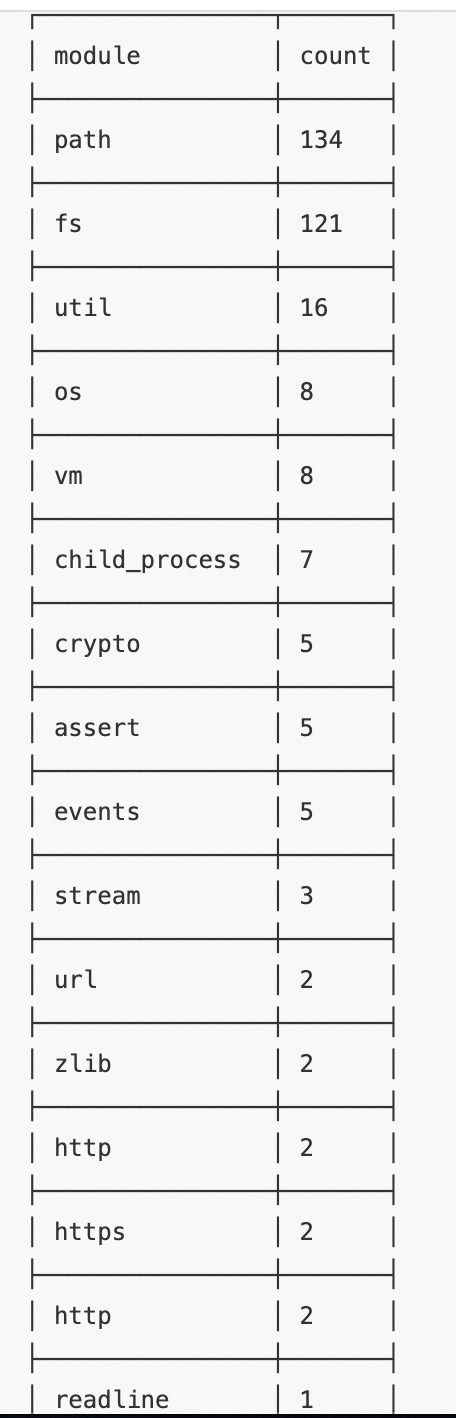 module count
path 134
fs 121
util 16
os 8
vm 8
child_process 7
crypto 5
assert 5
events 5
stream 3
url 2
zlib 2
http 2
https 2
http 2
readline 1